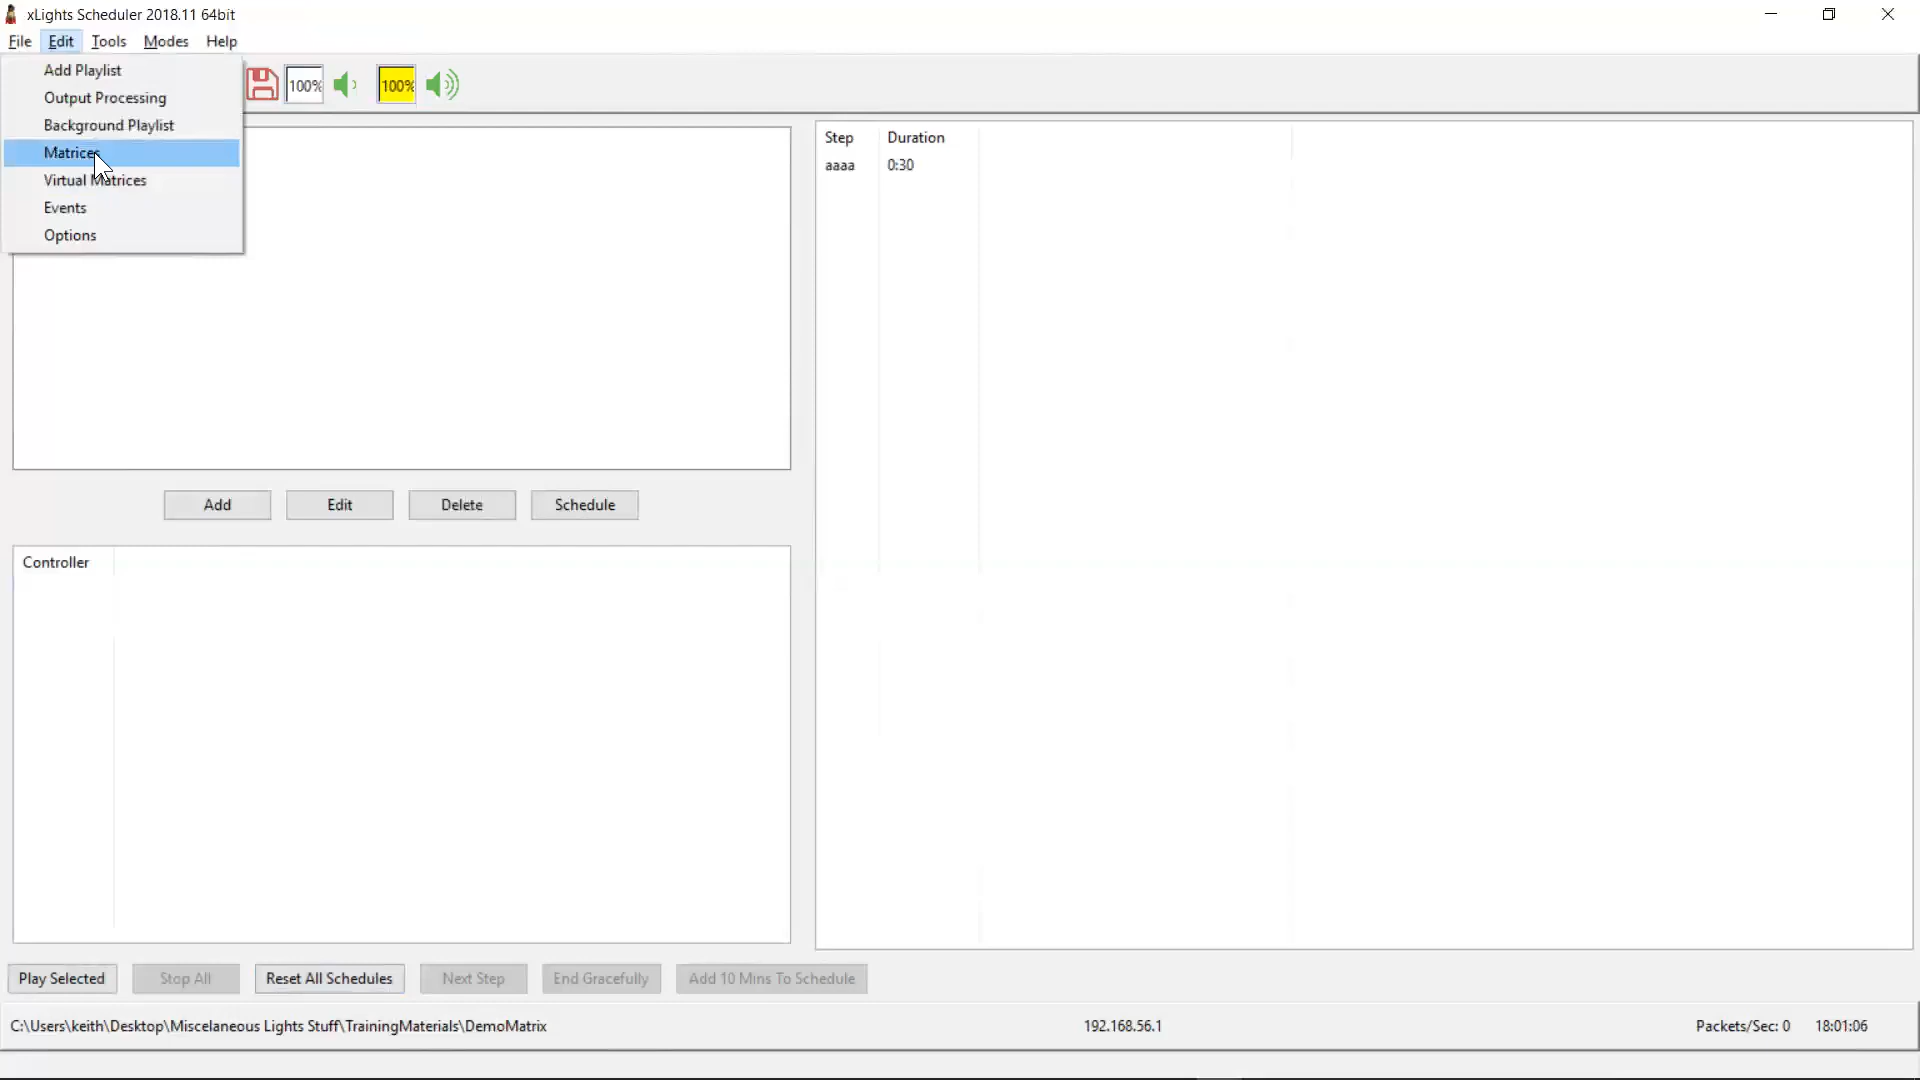 xLights Scheduler 2018.11 64bit
File Edit Tools Modes Help
Add Playlist
Output Processing
Background Playlist
Matrices
Virtual Matrices
Events
Options
100% 100%
Step Duration
aaaa 0:30
Add Edit Delete Schedule
Controller
Play Selected Stop All Reset All Schedules Next Step End Gracefully Add 10 Mins To Schedule
C:\Users\keith\Desktop\Miscelaneous Lights Stuff\TrainingMaterials\DemoMatrix 192.168.56.1 Packets/Sec: 0 18:01:06